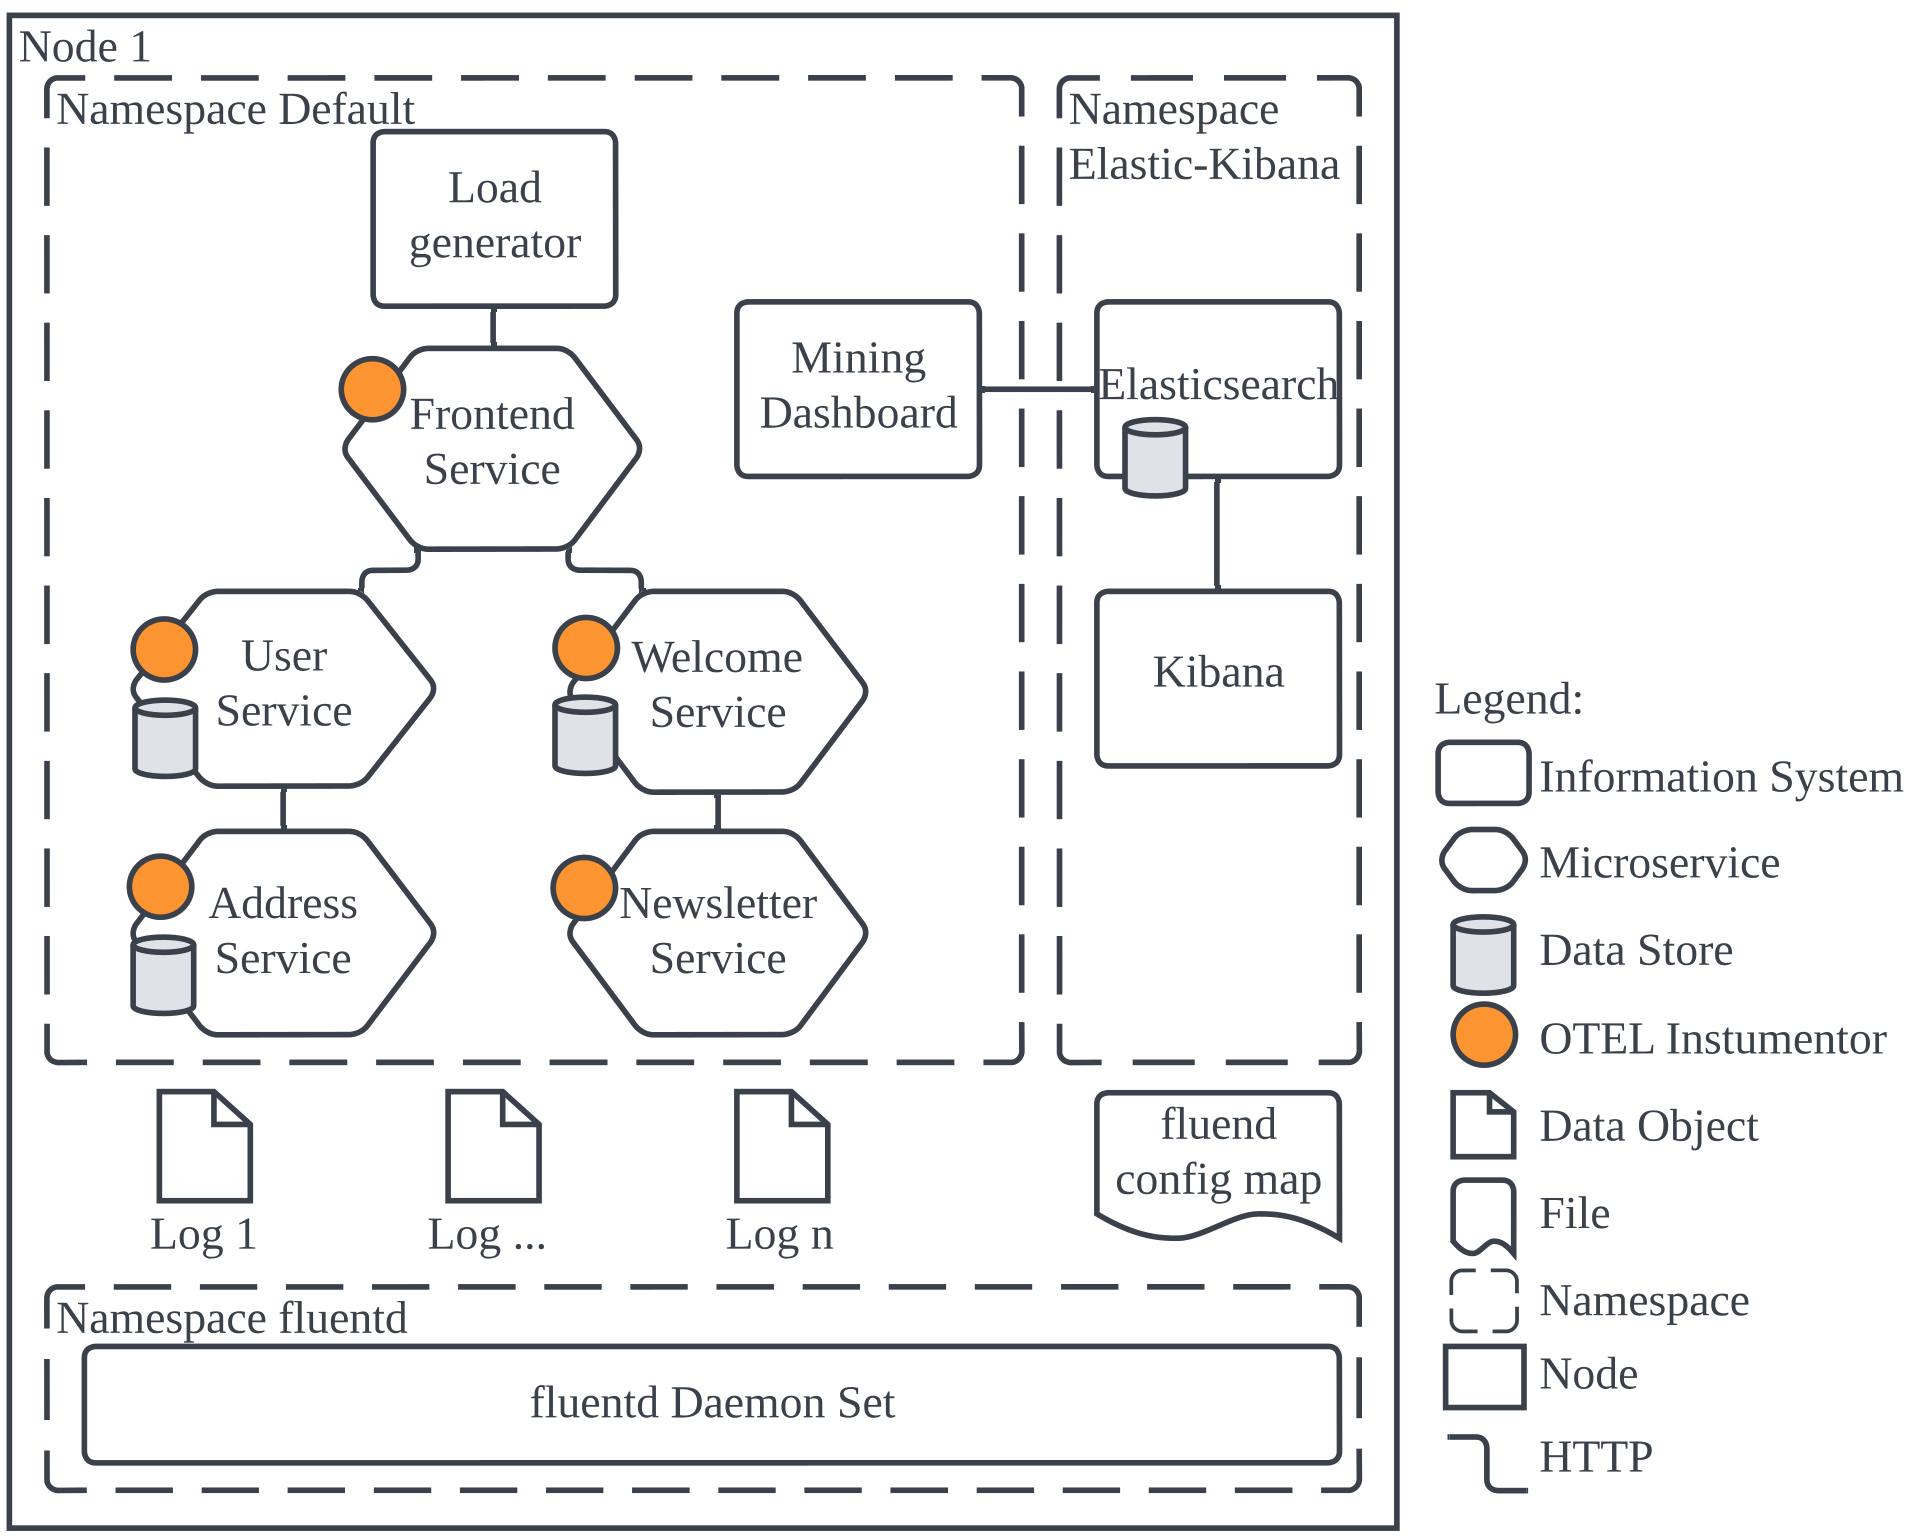 Node 1
Namespace Default
Load
generator
Frontend
Service
User
Service
Welcome
Service
Address
Service
Newsletter
Service
Mining
Dashboard
Namespace
Elastic-Kibana
Elasticsearch
Kibana
Log 1
Log ...
Log n
fluend
config map
Namespace fluentd
fluentd Daemon Set
Legend:
Information System
Microservice
Data Store
OTEL Instumentor
Data Object
File
Namespace
Node
HTTP